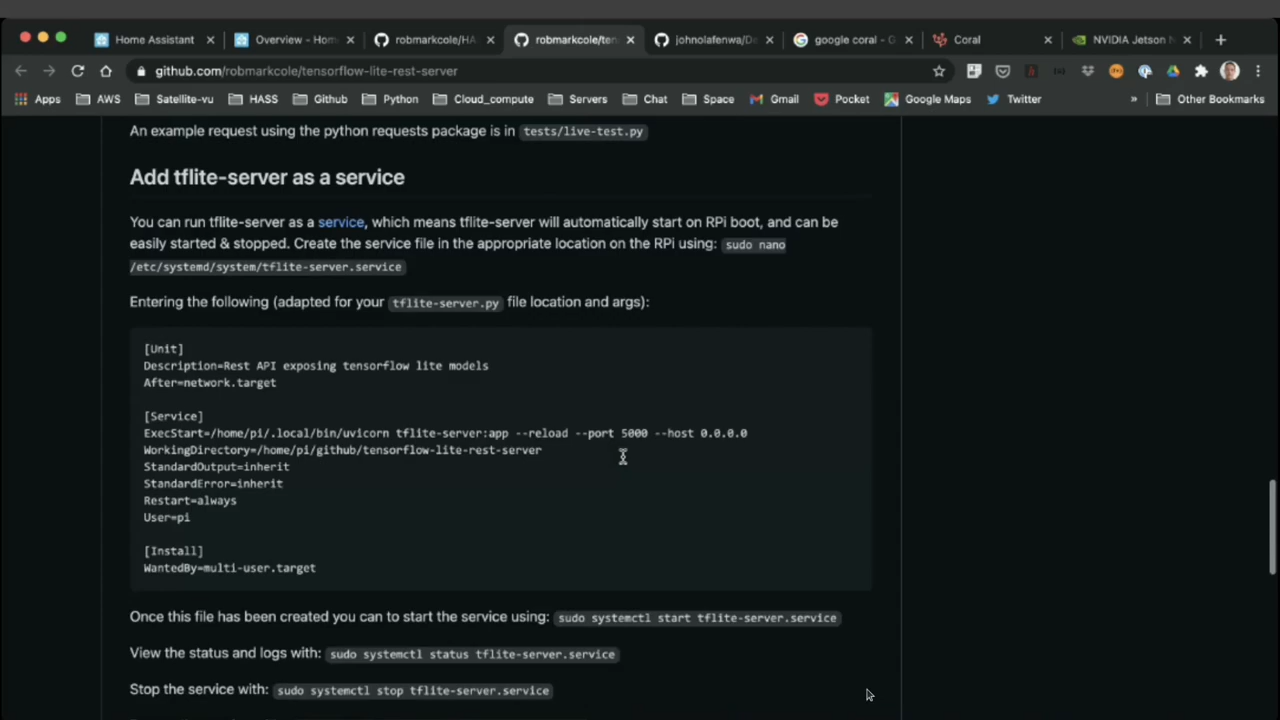 Home Assistant
Overview - Hom
robmarkcole/HA
robmarkcole/ten
johnolafenwa/De
google coral - G
Coral
NVIDIA Jetson N
github.com/robmarkcole/tensorflow-lite-rest-server
Apps
AWS
Satellite-vu
HASS
Github
Python
Cloud_compute
Servers
Chat
Space
Gmail
Pocket
Google Maps
Twitter
»
Other Bookmarks
An example request using the python requests package is in tests/live-test.py
Add tflite-server as a service
You can run tflite-server as a service, which means tflite-server will automatically start on RPi boot, and can be
easily started & stopped. Create the service file in the appropriate location on the RPi using: sudo nano
/etc/systemd/system/tflite-server.service
Entering the following (adapted for your tflite-server.py file location and args):
[Unit]
Description=Rest API exposing tensorflow lite models
After=network.target
[Service]
ExecStart=/home/pi/.local/bin/uvicorn tflite-server:app --reload --port 5000 --host 0.0.0.0
WorkingDirectory=/home/pi/github/tensorflow-lite-rest-server
StandardOutput=inherit
StandardError=inherit
Restart=always
User=pi
[Install]
WantedBy=multi-user.target
Once this file has been created you can to start the service using: sudo systemctl start tflite-server.service
View the status and logs with: sudo systemctl status tflite-server.service
Stop the service with: sudo systemctl stop tflite-server.service